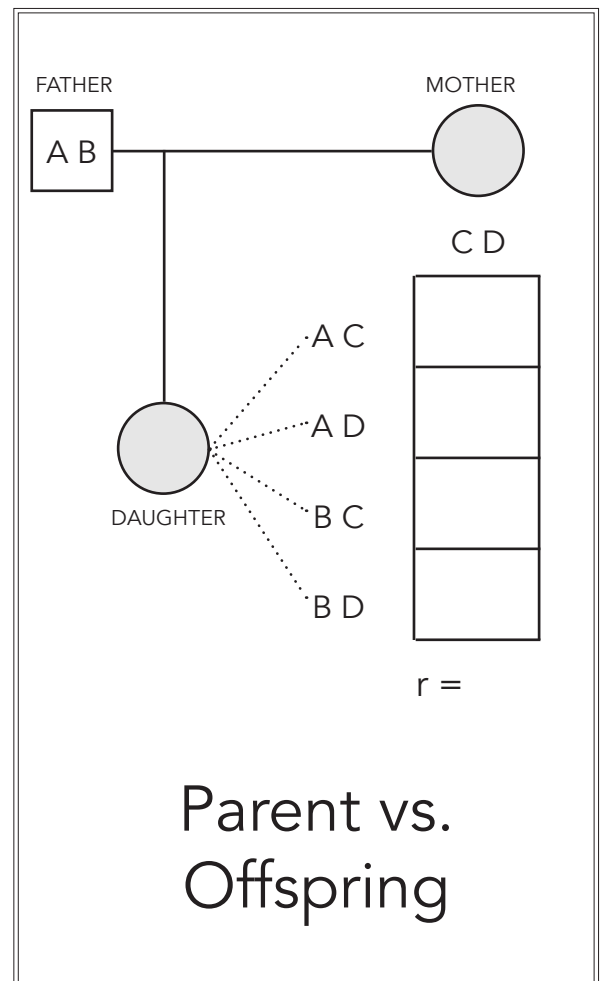 FATHER
MOTHER
A B
C D
A C
A D
B C
DAUGHTER
B D
r =
Parent vs.
Offspring